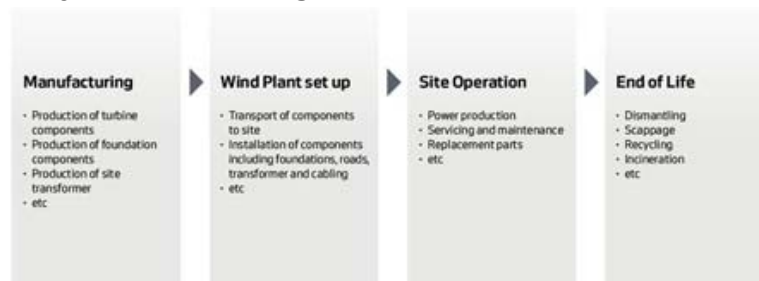 Manufacturing
• Production of turbine
components
• Production of foundation
components
• Production of site
transformer
• etc
Wind Plant set up
• Transport of components
to site
• Installation of components
including foundations, roads,
transformer and cabling
• etc
Site Operation
• Power production
• Servicing and maintenance
• Replacement parts
• etc
End of Life
• Dismantling
• Scappage
• Recycling
• Incineration
• etc